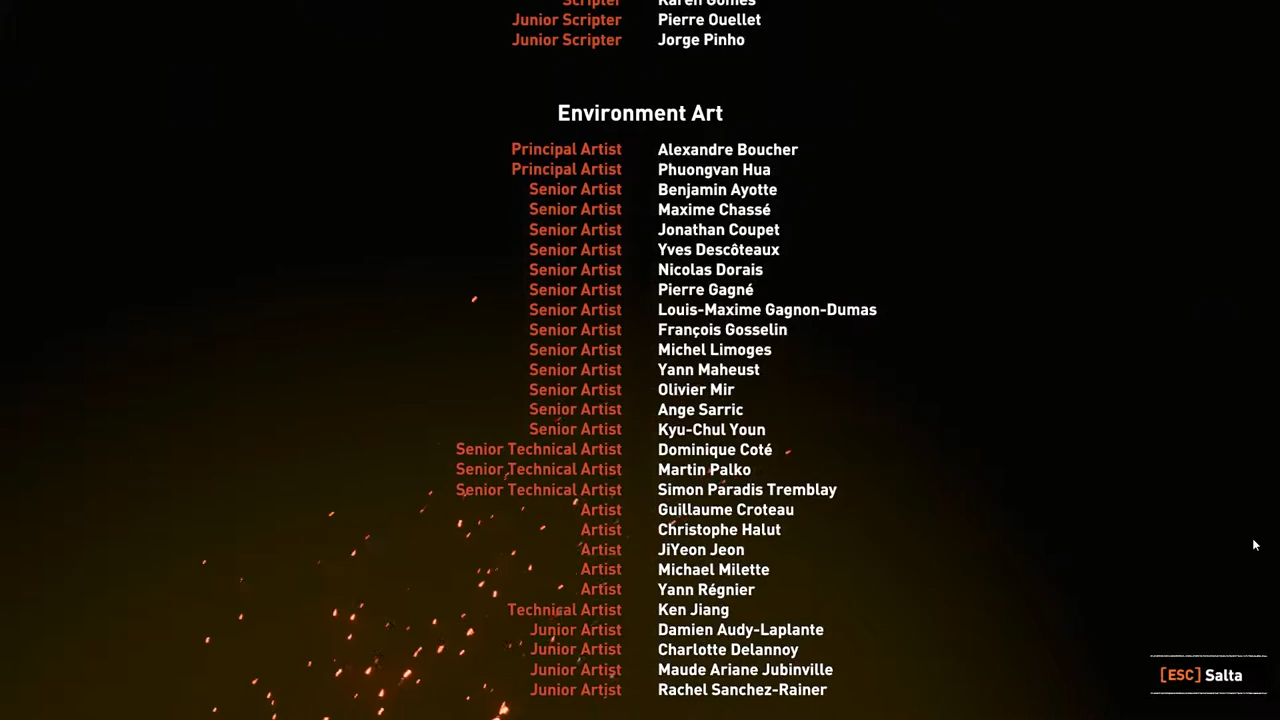 Scripter Karen Gomes
Junior Scripter Pierre Ouellet
Junior Scripter Jorge Pinho
Environment Art
Principal Artist Alexandre Boucher
Principal Artist Phuongvan Hua
Senior Artist Benjamin Ayotte
Senior Artist Maxime Chassé
Senior Artist Jonathan Coupet
Senior Artist Yves Descôteaux
Senior Artist Nicolas Dorais
Senior Artist Pierre Gagné
Senior Artist Louis-Maxime Gagnon-Dumas
Senior Artist François Gosselin
Senior Artist Michel Limoges
Senior Artist Yann Maheust
Senior Artist Olivier Mir
Senior Artist Ange Sarric
Senior Artist Kyu-Chul Youn
Senior Technical Artist Dominique Coté
Senior Technical Artist Martin Palko
Senior Technical Artist Simon Paradis Tremblay
Artist Guillaume Croteau
Artist Christophe Halut
Artist JiYeon Jeon
Artist Michael Milette
Artist Yann Régnier
Technical Artist Ken Jiang
Junior Artist Damien Audy-Laplante
Junior Artist Charlotte Delannoy
Junior Artist Maude Ariane Jubinville
Junior Artist Rachel Sanchez-Rainer
[ESC] Salta